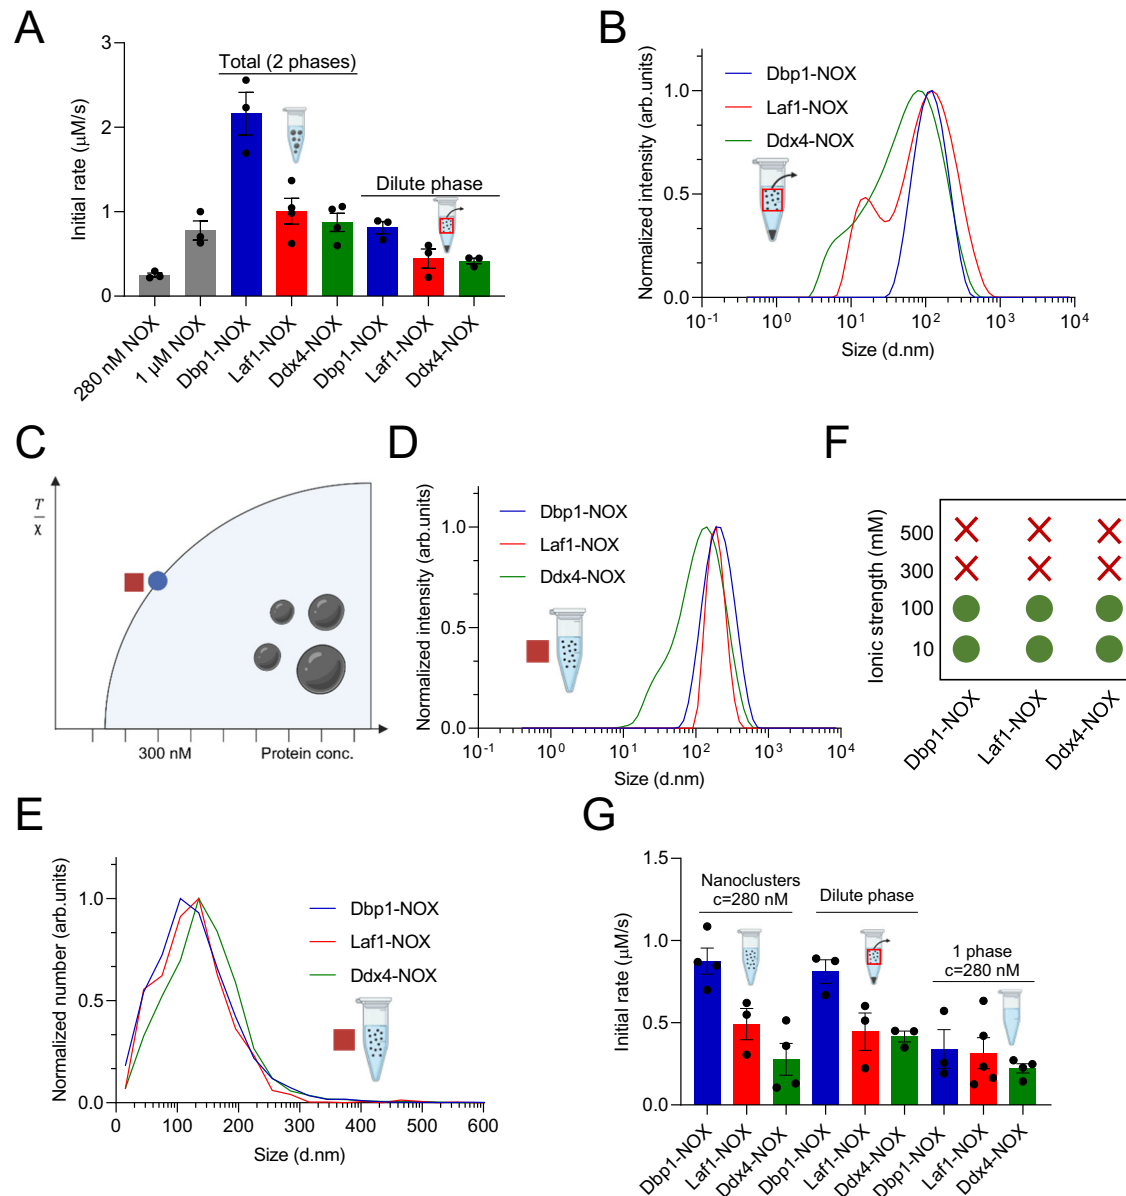 A
3
2
1
0
Initial rate (μM/s)
Total (2 phases)
Dilute phase
280 nM NOX
1 μM NOX
Dbp1-NOX
Laf1-NOX
Ddx4-NOX
Dbp1-NOX
Laf1-NOX
Ddx4-NOX
B
Normalized intensity (arb.units)
1.0
0.5
0.0
Dbp1-NOX
Laf1-NOX
Ddx4-NOX
10-1
100
101
102
103
104
Size (d.nm)
C
T
χ
300 nM
Protein conc.
D
Normalized intensity (arb.units)
1.0
0.5
0.0
Dbp1-NOX
Laf1-NOX
Ddx4-NOX
10-1
100
101
102
103
104
Size (d.nm)
F
Ionic strength (mM)
500
300
100
10
Dbp1-NOX
Laf1-NOX
Ddx4-NOX
E
Normalized number (arb.units)
1.0
0.5
0.0
Dbp1-NOX
Laf1-NOX
Ddx4-NOX
0
100
200
300
400
500
600
Size (d.nm)
G
Initial rate (μM/s)
1.5
1.0
0.5
0.0
Nanoclusters
c=280 nM
Dilute phase
1 phase
c=280 nM
Dbp1-NOX
Laf1-NOX
Ddx4-NOX
Dbp1-NOX
Laf1-NOX
Ddx4-NOX
Dbp1-NOX
Laf1-NOX
Ddx4-NOX